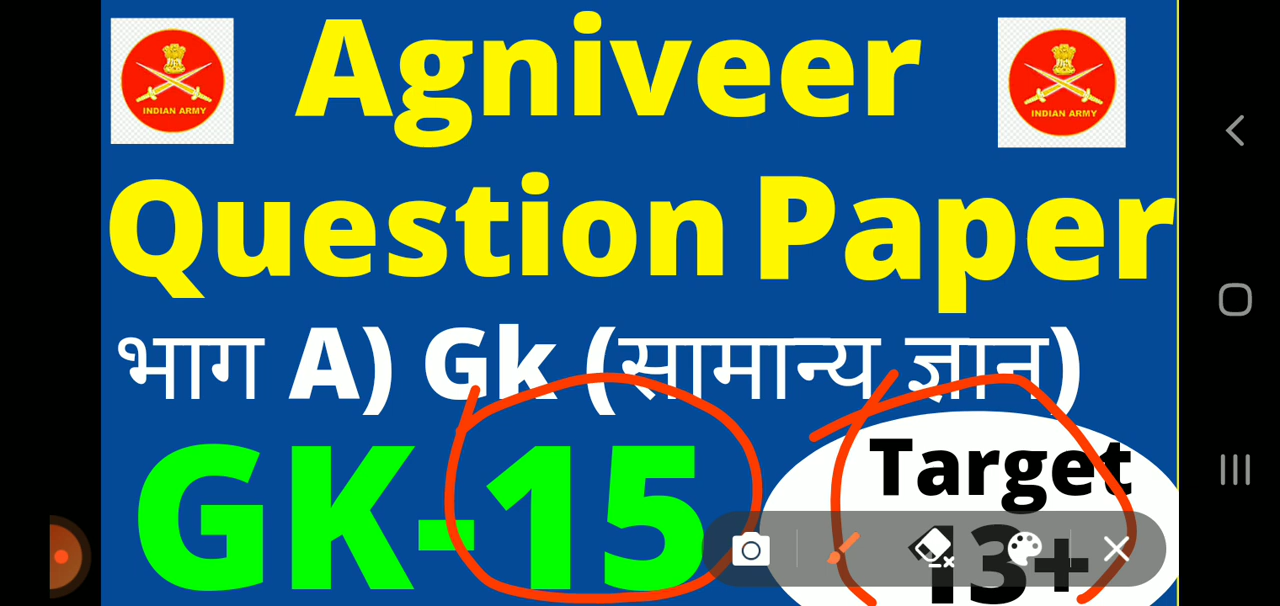 Agniveer
INDIAN ARMY
INDIAN ARMY
Question Paper
भाग A) Gk (सामान्य ज्ञान)
GK-15
Target
13+